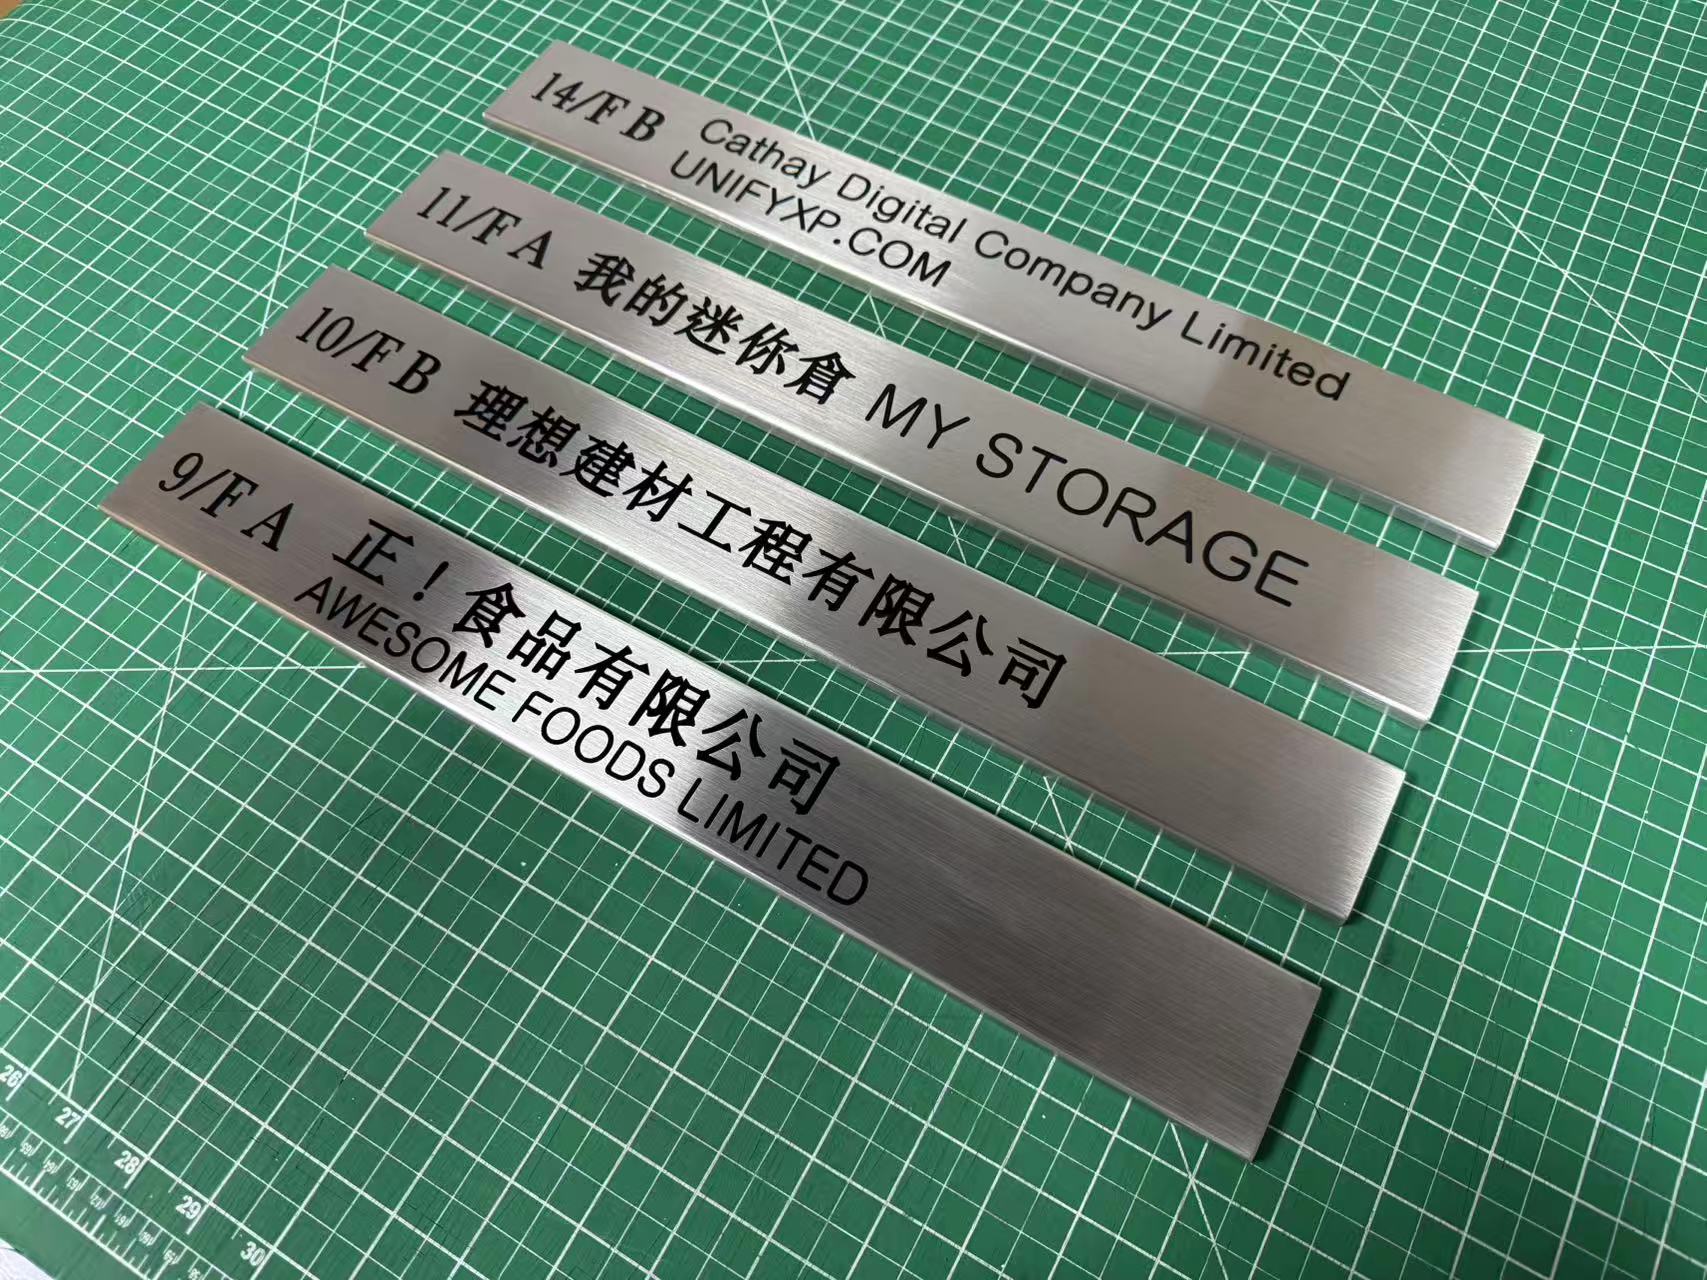 14/F B Cathay Digital Company Limited
UNIFYXP.COM
11/F A 我的迷你倉 MY STORAGE
10/F B 理想建材工程有限公司
9/F A 正！食品有限公司
AWESOME FOODS LIMITED
26
27
28
29
30